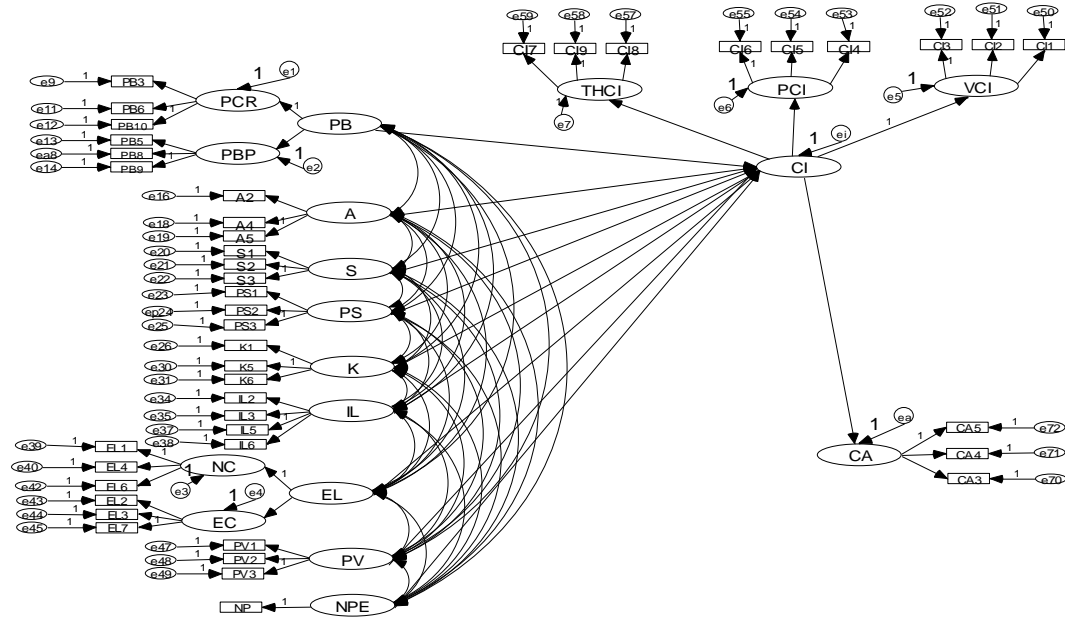 e59 e58 e57 e55 e54 e53 e52 e51 e50
1 1 1 1 1 1 1 1 1
CI7 CI9 CI8 CI6 CI5 CI4 CI3 CI2 CI1
1 1 1
THCI PCI VCI
1 e7 1 e6 1 e5
1 ei
1
CI
e9 1 PB3
1 e1
PCR
e11 1 PB6 1
e12 1 PB10
PB
1
e13 1 PB5
ea8 1 PB8 1
e14 1 PB9
PBP
1 e2
e16 1 A2
A
e18 1 A4 1
e19 1 A5
e20 1 S1
e21 1 S2 1
e22 1 S3
S
e23 1 PS1
ep24 1 PS2
e25 1 PS3 1
PS
e26 1 K1
e30 1 K5 1
e31 1 K6
K
e34 1 IL2
e35 1 IL3
e37 1 IL5 1
e38 1 IL6
IL
e39 1 EL1 1
e40 1 EL4
e42 1 EL6
NC
1 e3
1
e43 1 EL2
e44 1 EL3
e45 1 EL7 1
EC
1 e4
EL
e47 1 PV1
e48 1 PV2
e49 1 PV3 1
PV
NP 1
NPE
1 ea
CA
1 CA5 1 e72
CA4 1 e71
CA3 1 e70